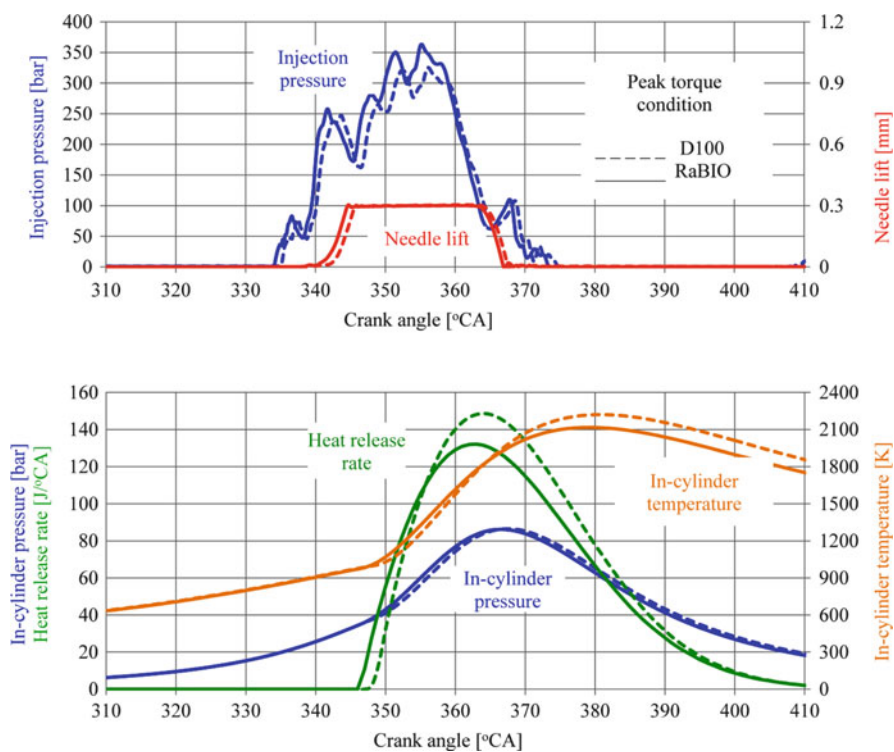 400
350
300
250
200
150
100
50
0
Injection pressure [bar]
Injection
pressure
Needle lift
Peak torque
condition
D100
RaBIO
1.2
0.9
0.6
0.3
0
Needle lift [mm]
310 320 330 340 350 360 370 380 390 400 410
Crank angle [°CA]
160
140
120
100
80
60
40
20
0
In-cylinder pressure [bar]
Heat release rate [J/°CA]
Heat release
rate
In-cylinder
temperature
In-cylinder
pressure
2400
2100
1800
1500
1200
900
600
300
0
In-cylinder temperature [K]
310 320 330 340 350 360 370 380 390 400 410
Crank angle [°CA]